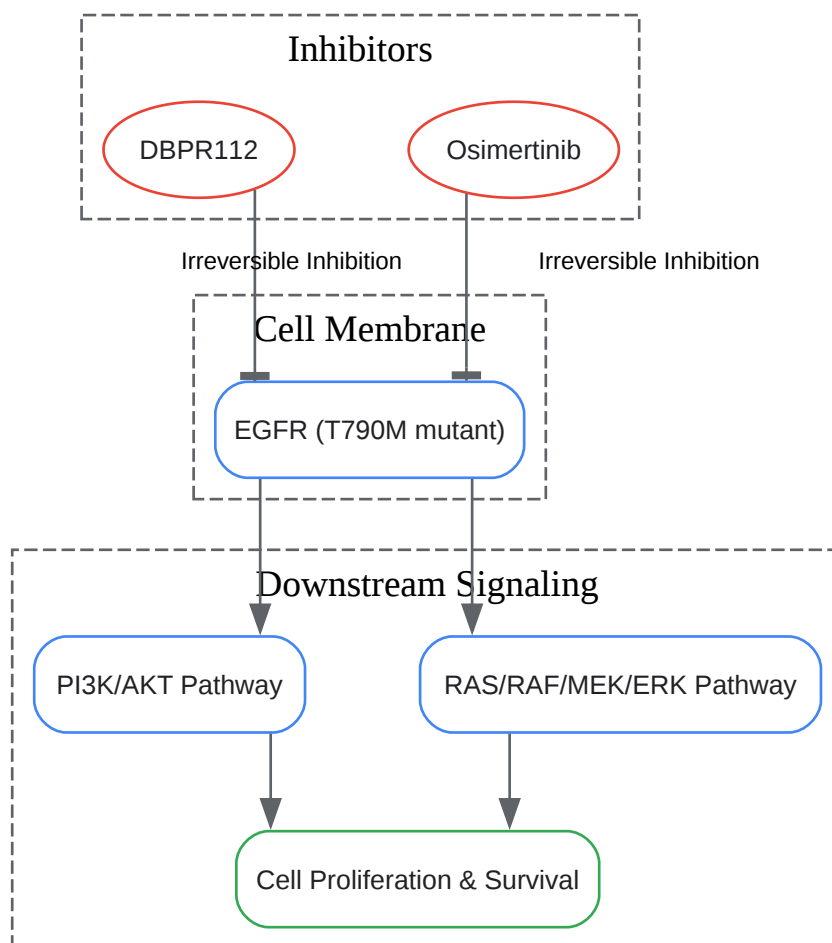 Inhibitors
DBPR112
Osimertinib
Irreversible Inhibition
Irreversible Inhibition
Cell Membrane
EGFR (T790M mutant)
Downstream Signaling
PI3K/AKT Pathway
RAS/RAF/MEK/ERK Pathway
Cell Proliferation & Survival